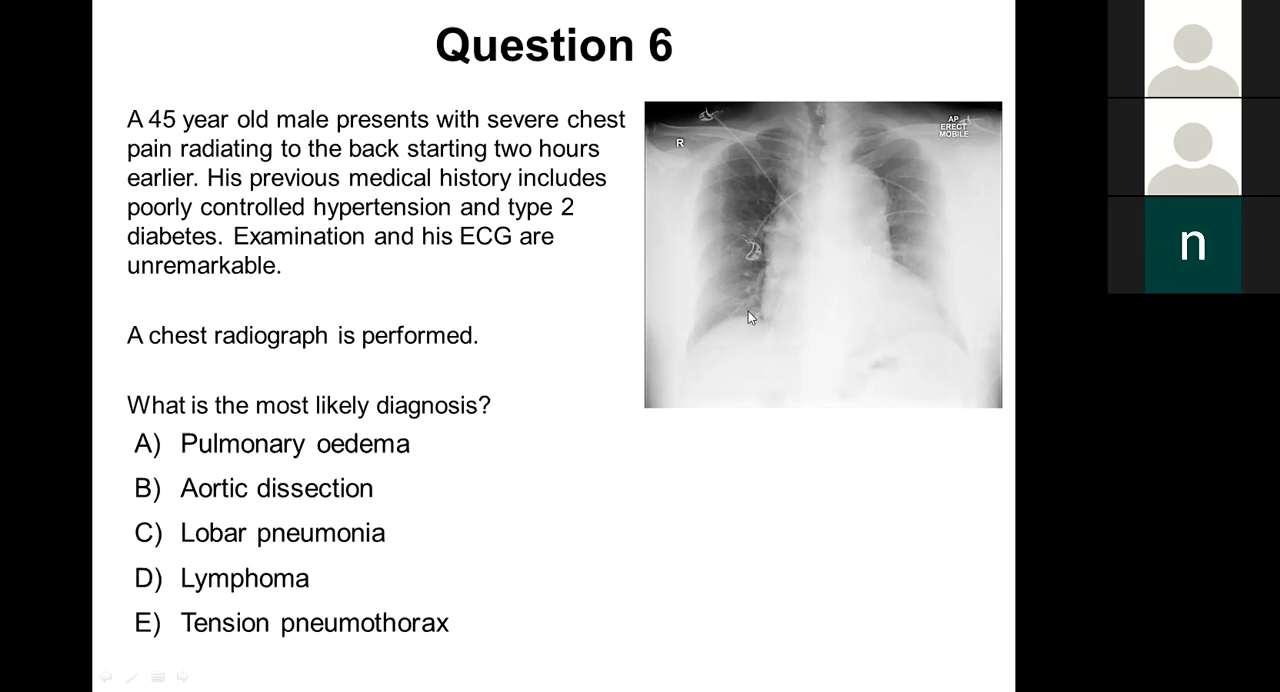 Question 6
A 45 year old male presents with severe chest
pain radiating to the back starting two hours
earlier. His previous medical history includes
poorly controlled hypertension and type 2
diabetes. Examination and his ECG are
unremarkable.
A chest radiograph is performed.
What is the most likely diagnosis?
A) Pulmonary oedema
B) Aortic dissection
C) Lobar pneumonia
D) Lymphoma
E) Tension pneumothorax
R
AP
ERECT
MOBILE
n